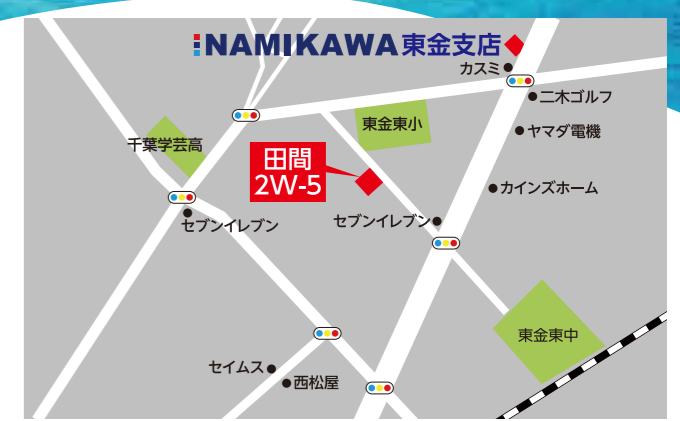 NAMIKAWA東金支店
カスミ
二木ゴルフ
東金東小
ヤマダ電機
千葉学芸高
田間
2W-5
カインズホーム
セブンイレブン
セブンイレブン
東金東中
セイムス
西松屋